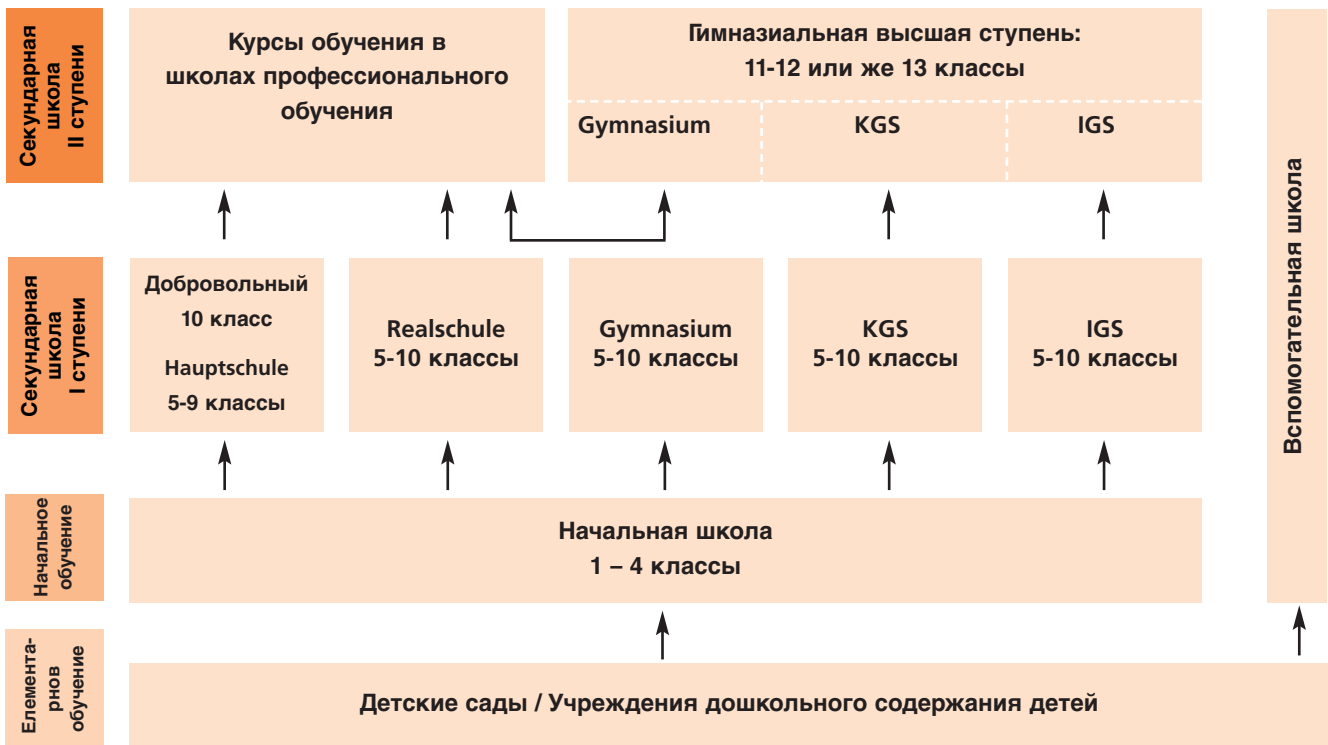 Секундарная
школа
II ступени
Курсы обучения в
школах профессионального
обучения
Гимназиальная высшая ступень:
11-12 или же 13 классы
Gymnasium
KGS
IGS
Вспомогательная школа
Секундарная
школа
I ступени
Добровольный
10 класс
Hauptschule
5-9 классы
Realschule
5-10 классы
Gymnasium
5-10 классы
KGS
5-10 классы
IGS
5-10 классы
Начальное
обучение
Начальная школа
1 – 4 классы
Елемента-
рнов
обучение
Детские сады / Учреждения дошкольного содержания детей